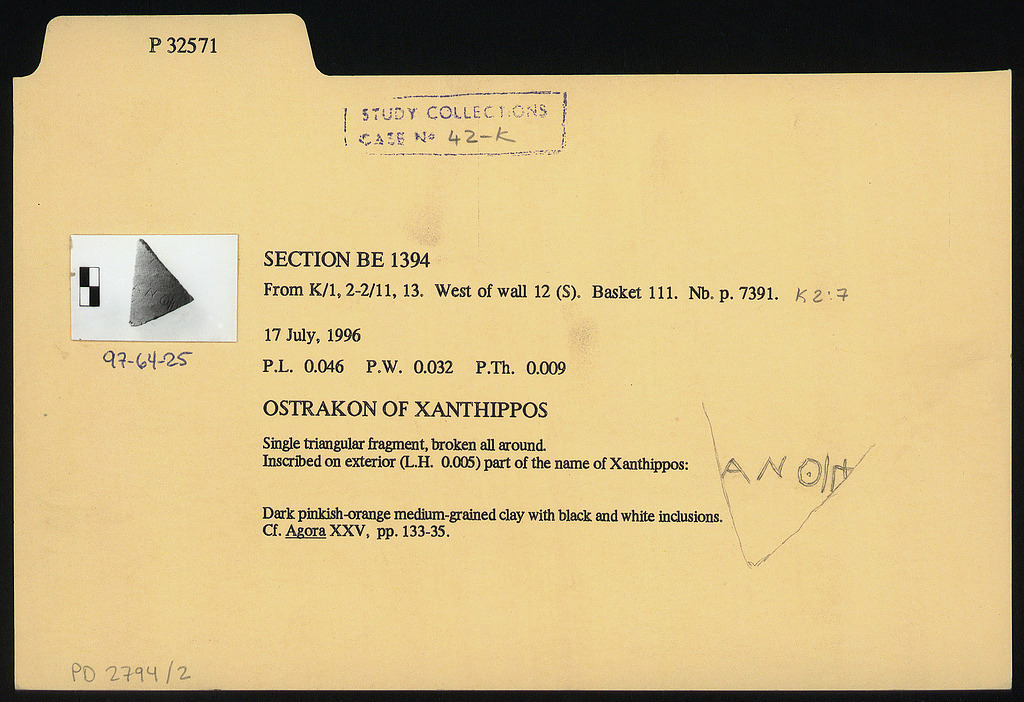 P 32571
STUDY COLLECTIONS
CASE Nº 42-K
SECTION BE 1394
From K/1, 2-2/11, 13. West of wall 12 (S). Basket 111. Nb. p. 7391. K 2:7
97-64-25
17 July, 1996
P.L. 0.046 P.W. 0.032 P.Th. 0.009
OSTRAKON OF XANTHIPPOS
Single triangular fragment, broken all around.
Inscribed on exterior (L.H. 0.005) part of the name of Xanthippos:
Dark pinkish-orange medium-grained clay with black and white inclusions.
Cf. Agora XXV, pp. 133-35.
PD 2794/2